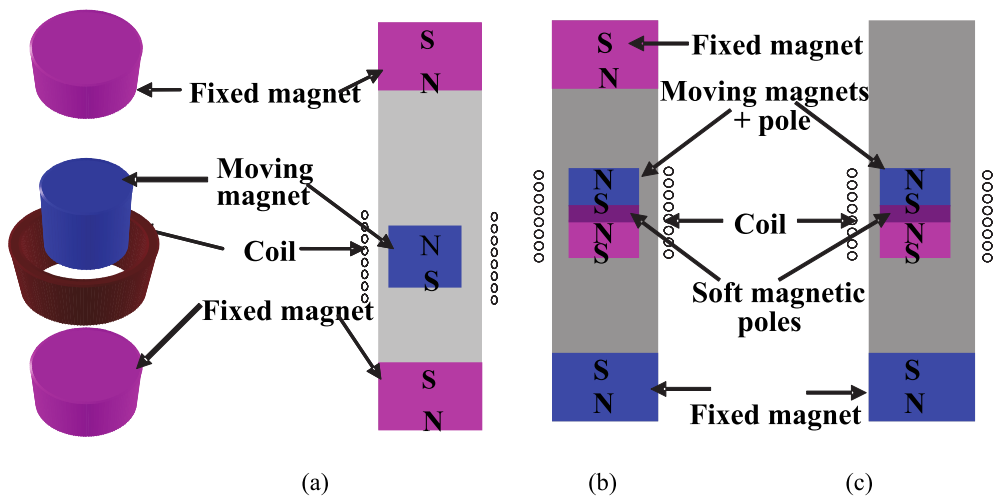 S
N
Fixed magnet
Moving
magnet
N
S
Coil
Fixed magnet
S
N
(a)
S
N
Fixed magnet
Moving magnets
+ pole
N
S
N
S
Coil
Soft magnetic
poles
S
N
Fixed magnet
(b)
N
S
N
S
S
N
(c)